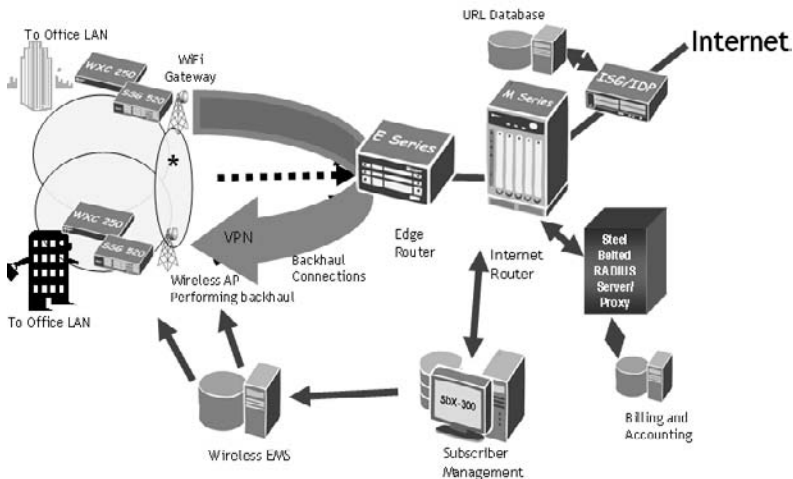 URL Database
Internet
To Office LAN
WiFi
Gateway
WXC 250
SSG 520
ISG/IDP
M Series
E Series
*
WXC 250
SSG 520
VPN
Edge
Router
Backhaul
Connections
Internet
Router
Steel
Belted
RADIUS
Server/
Proxy
Wireless AP
Performing backhaul
To Office LAN
SDX-300
Wireless EMS
Subscriber
Management
Billing and
Accounting